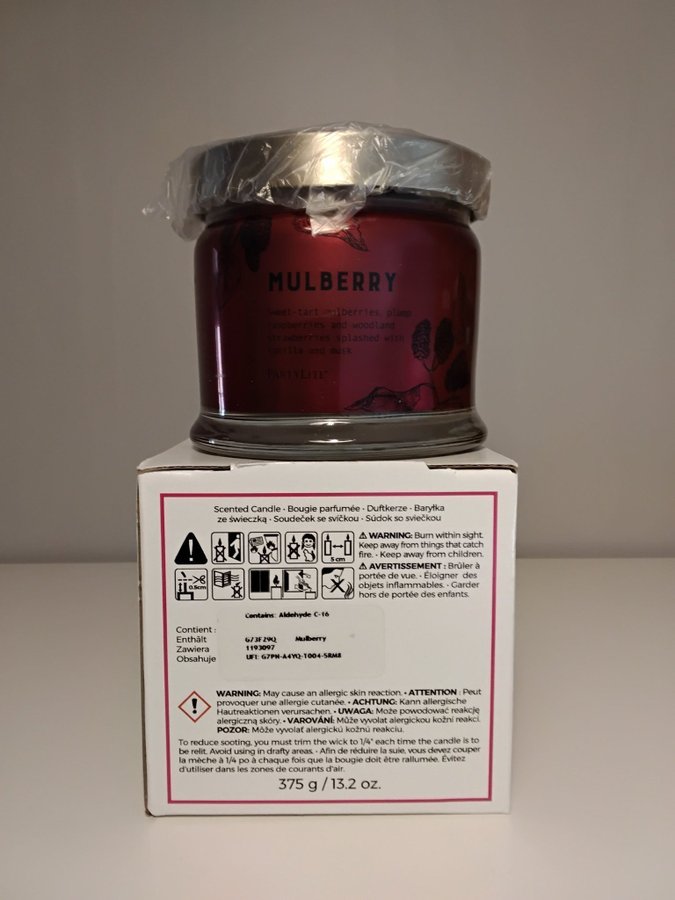 MULBERRY
Sweet-tart mulberries, plump
raspberries and woodland
strawberries splashed with
vanilla and musk
PARTYLITE
Scented Candle • Bougie parfumée • Duftkerze • Baryłka
ze świeczką • Soudeček se svíčkou • Súdok so sviečkou
⚠ WARNING: Burn within sight.
Keep away from things that catch
fire. • Keep away from children.
⚠ AVERTISSEMENT : Brûler à
portée de vue. • Éloigner des
objets inflammables. • Garder
hors de portée des enfants.
5 cm
0.5cm
Contains: Aldehyde C-16
Contient :
Enthält
Zawiera
Obsahuje
G73F29Q Mulberry
1193097
UFI: G7PN-A4YQ-T004-5RM8
WARNING: May cause an allergic skin reaction. • ATTENTION : Peut
provoquer une allergie cutanée. • ACHTUNG: Kann allergische
Hautreaktionen verursachen. • UWAGA: Może powodować reakcję
alergiczną skóry. • VAROVÁNÍ: Může vyvolat alergickou kožní reakci.
POZOR: Môže vyvolať alergickú kožnú reakciu.
To reduce sooting, you must trim the wick to 1/4" each time the candle is to
be relit. Avoid using in drafty areas. • Afin de réduire la suie, vous devez couper
la mèche à 1/4 po à chaque fois que la bougie doit être rallumée. Évitez
d'utiliser dans les zones de courants d'air.
375 g / 13.2 oz.